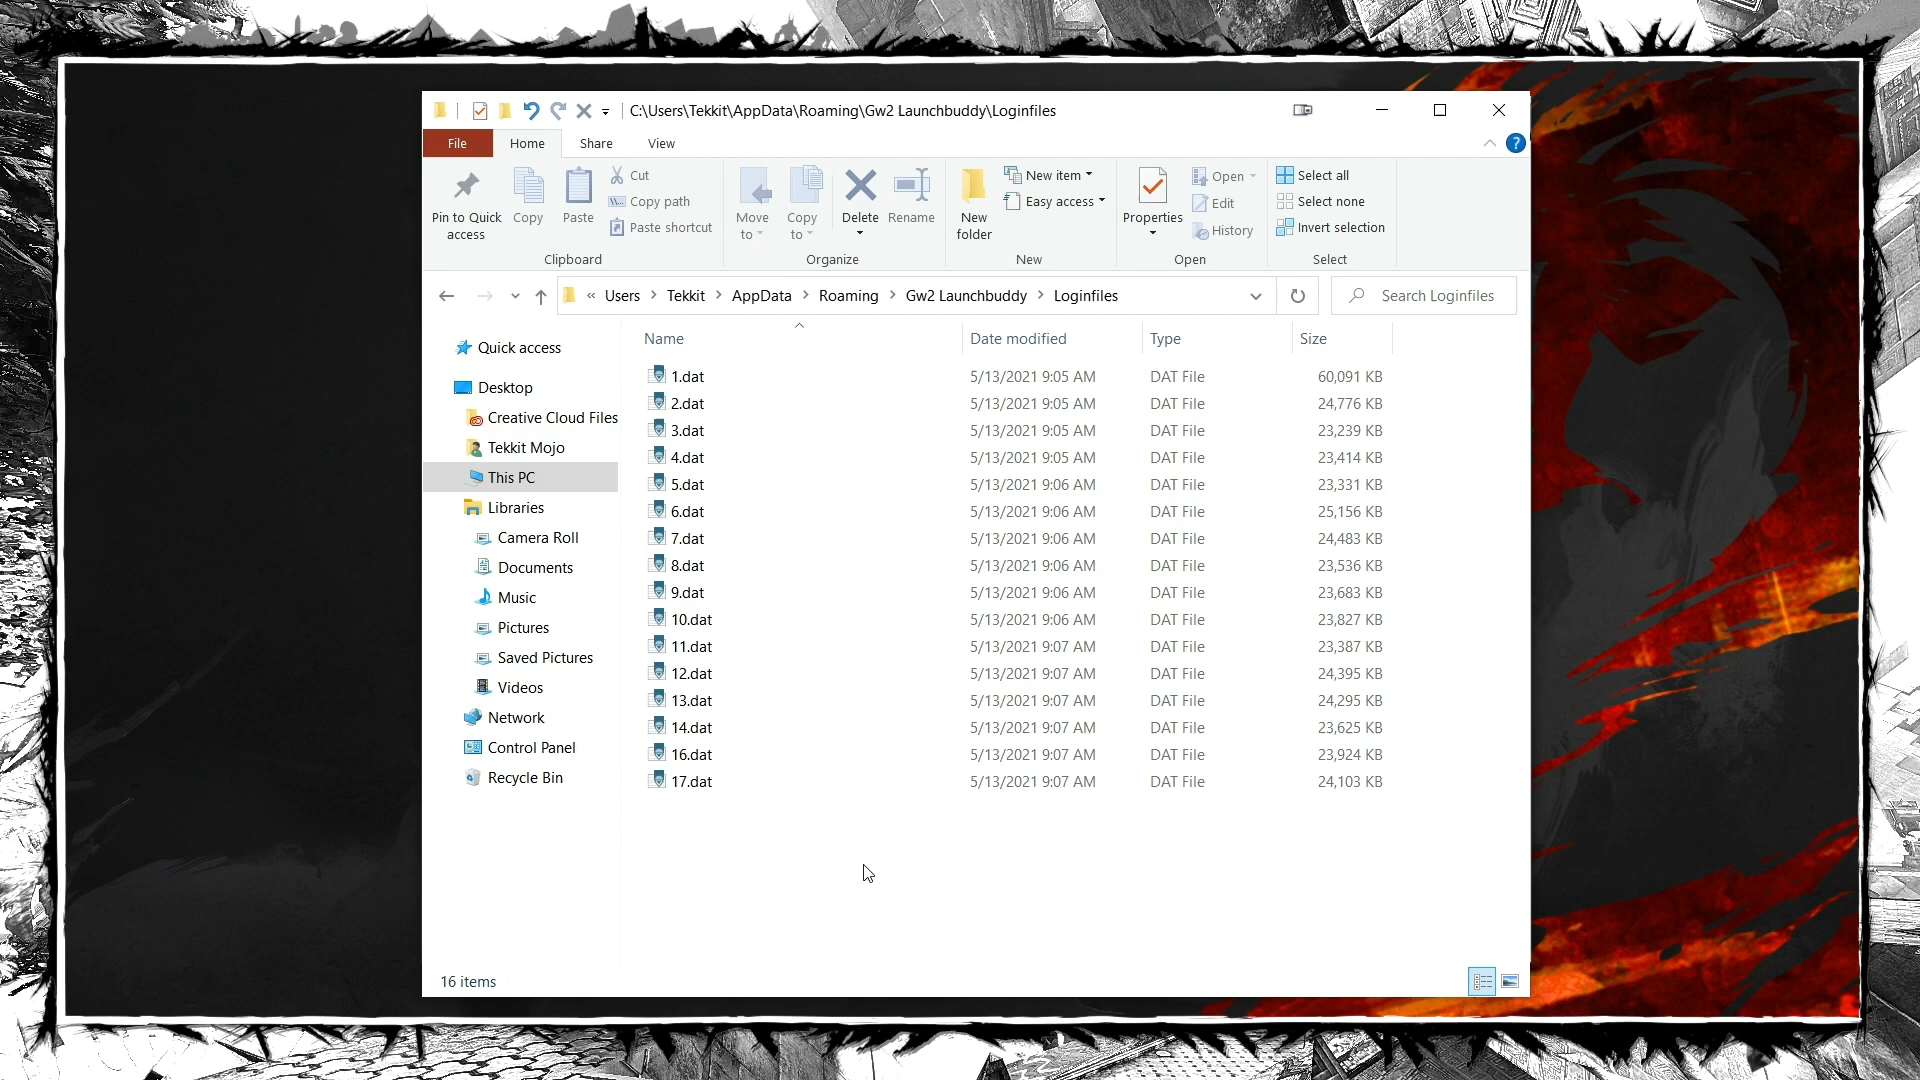 C:\Users\Tekkit\AppData\Roaming\Gw2 Launchbuddy\Loginfiles
File Home Share View
Pin to Quick access
Copy
Paste
Cut
Copy path
Paste shortcut
Clipboard
Move to
Copy to
Delete
Rename
Organize
New folder
New item
Easy access
New
Properties
Open
Edit
History
Open
Select all
Select none
Invert selection
Select
« Users > Tekkit > AppData > Roaming > Gw2 Launchbuddy > Loginfiles
Search Loginfiles
Quick access
Desktop
Creative Cloud Files
Tekkit Mojo
This PC
Libraries
Camera Roll
Documents
Music
Pictures
Saved Pictures
Videos
Network
Control Panel
Recycle Bin
Name Date modified Type Size
1.dat 5/13/2021 9:05 AM DAT File 60,091 KB
2.dat 5/13/2021 9:05 AM DAT File 24,776 KB
3.dat 5/13/2021 9:05 AM DAT File 23,239 KB
4.dat 5/13/2021 9:05 AM DAT File 23,414 KB
5.dat 5/13/2021 9:06 AM DAT File 23,331 KB
6.dat 5/13/2021 9:06 AM DAT File 25,156 KB
7.dat 5/13/2021 9:06 AM DAT File 24,483 KB
8.dat 5/13/2021 9:06 AM DAT File 23,536 KB
9.dat 5/13/2021 9:06 AM DAT File 23,683 KB
10.dat 5/13/2021 9:06 AM DAT File 23,827 KB
11.dat 5/13/2021 9:07 AM DAT File 23,387 KB
12.dat 5/13/2021 9:07 AM DAT File 24,395 KB
13.dat 5/13/2021 9:07 AM DAT File 24,295 KB
14.dat 5/13/2021 9:07 AM DAT File 23,625 KB
16.dat 5/13/2021 9:07 AM DAT File 23,924 KB
17.dat 5/13/2021 9:07 AM DAT File 24,103 KB
16 items